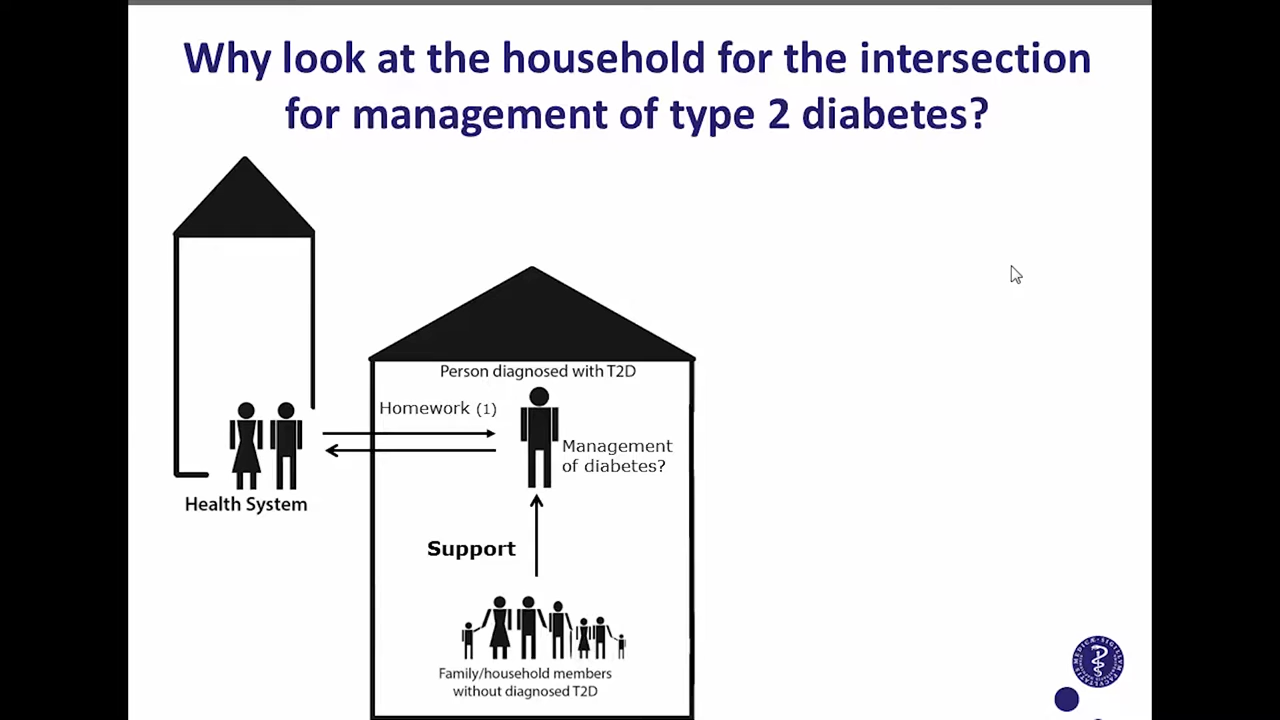 Why look at the household for the intersection
for management of type 2 diabetes?
Person diagnosed with T2D
Homework (1)
Management
of diabetes?
Health System
Support
Family/household members
without diagnosed T2D